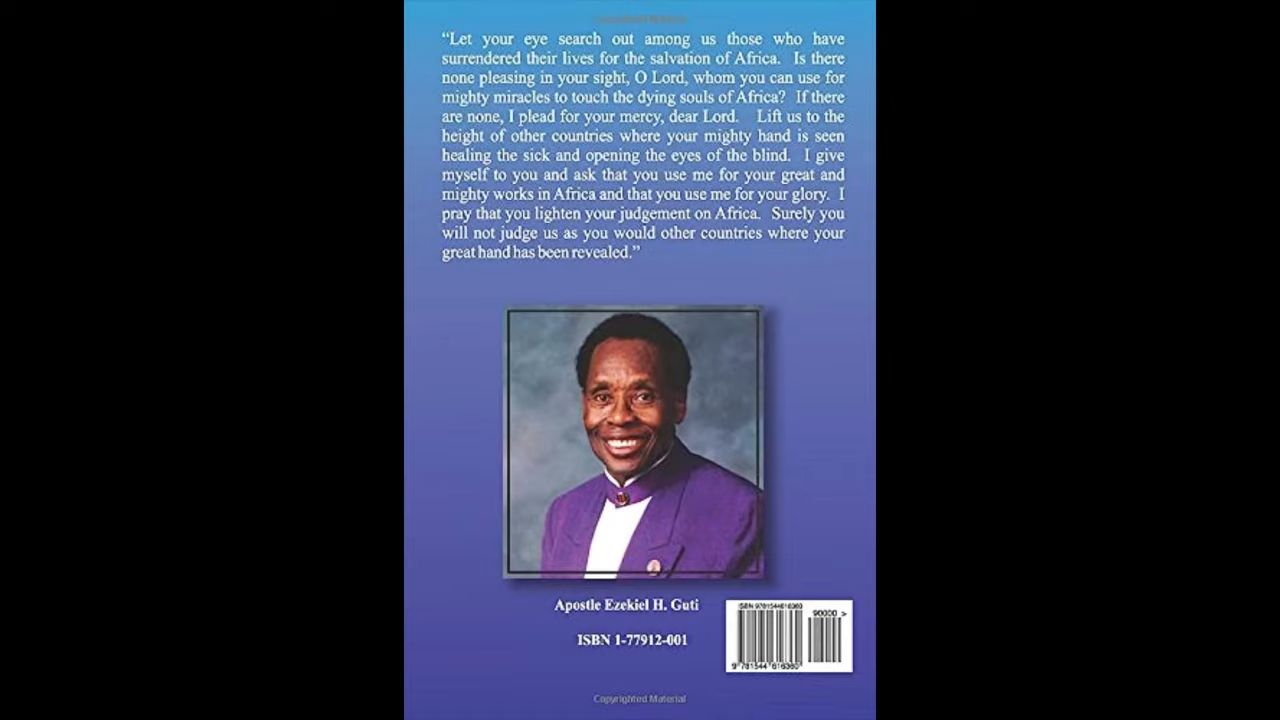 “Let your eye search out among us those who have
surrendered their lives for the salvation of Africa. Is there
none pleasing in your sight, O Lord, whom you can use for
mighty miracles to touch the dying souls of Africa? If there
are none, I plead for your mercy, dear Lord. Lift us to the
height of other countries where your mighty hand is seen
healing the sick and opening the eyes of the blind. I give
myself to you and ask that you use me for your great and
mighty works in Africa and that you use me for your glory. I
pray that you lighten your judgement on Africa. Surely you
will not judge us as you would other countries where your
great hand has been revealed.”
Apostle Ezekiel H. Guti
ISBN 1-77912-001
ISBN 9781544616360
90000 >
9 781544 616360
Copyrighted Material